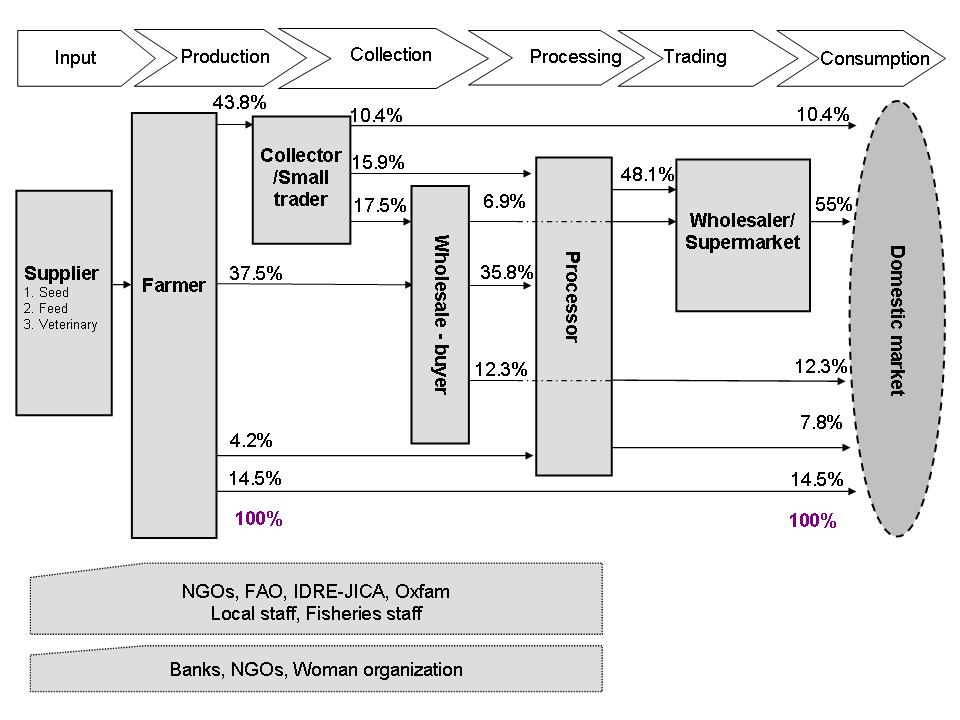 Input
Production
Collection
Processing
Trading
Consumption
43.8%
10.4%
10.4%
Collector
/Small
trader
15.9%
48.1%
17.5%
6.9%
55%
Wholesaler/
Supermarket
Supplier
1. Seed
2. Feed
3. Veterinary
Farmer
37.5%
Wholesale - buyer
35.8%
Processor
Domestic market
12.3%
12.3%
7.8%
4.2%
14.5%
14.5%
100%
100%
NGOs, FAO, IDRE-JICA, Oxfam
Local staff, Fisheries staff
Banks, NGOs, Woman organization